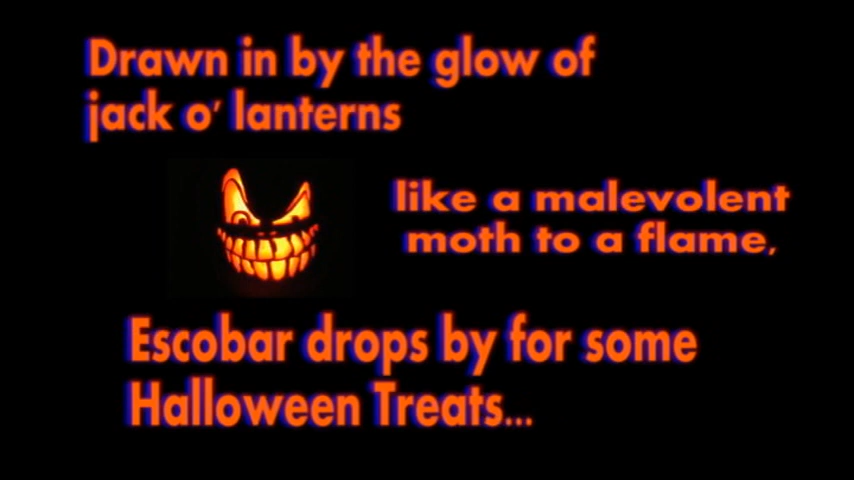 Drawn in by the glow of
jack o' lanterns
like a malevolent
moth to a flame,
Escobar drops by for some
Halloween Treats...